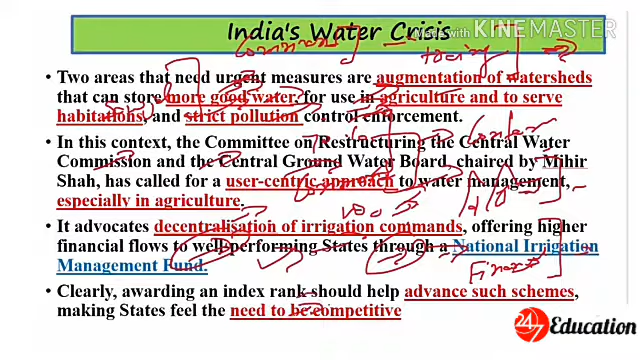 India's Water Crisis
Made with KINEMASTER
Two areas that need urgent measures are augmentation of watersheds
that can store more good water, for use in agriculture and to serve
habitations, and strict pollution control enforcement.
In this context, the Committee on Restructuring the Central Water
Commission and the Central Ground Water Board, chaired by Mihir
Shah, has called for a user-centric approach to water management,
especially in agriculture.
It advocates decentralisation of irrigation commands, offering higher
financial flows to well-performing States through a National Irrigation
Management Fund.
Clearly, awarding an index rank should help advance such schemes,
making States feel the need to be competitive
24/7
Education